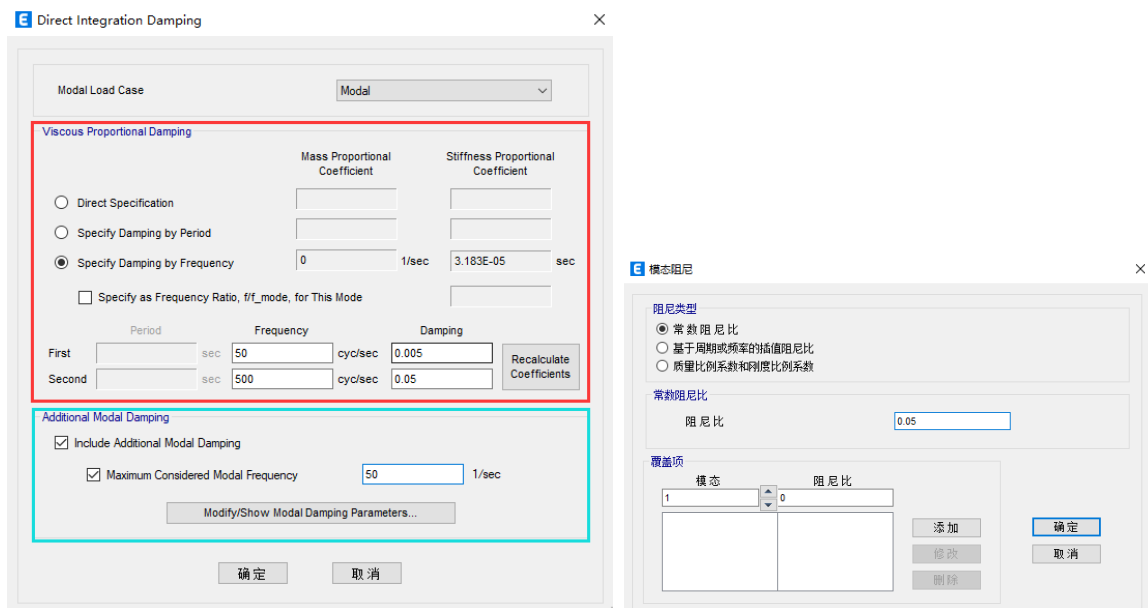 E Direct Integration Damping
Modal Load Case Modal
Viscous Proportional Damping
Mass Proportional Coefficient Stiffness Proportional Coefficient
Direct Specification
Specify Damping by Period
Specify Damping by Frequency 0 1/sec 3.183E-05 sec
Specify as Frequency Ratio, f/f_mode, for This Mode
Period Frequency Damping
First sec 50 cyc/sec 0.005
Second sec 500 cyc/sec 0.05
Recalculate Coefficients
Additional Modal Damping
Include Additional Modal Damping
Maximum Considered Modal Frequency 50 1/sec
Modify/Show Modal Damping Parameters...
确定 取消
E 模态阻尼
阻尼类型
常数阻尼比
基于周期或频率的插值阻尼比
质量比例系数和刚度比例系数
常数阻尼比
阻尼比 0.05
覆盖项
模态 阻尼比
1 0
添加
修改
删除
确定
取消